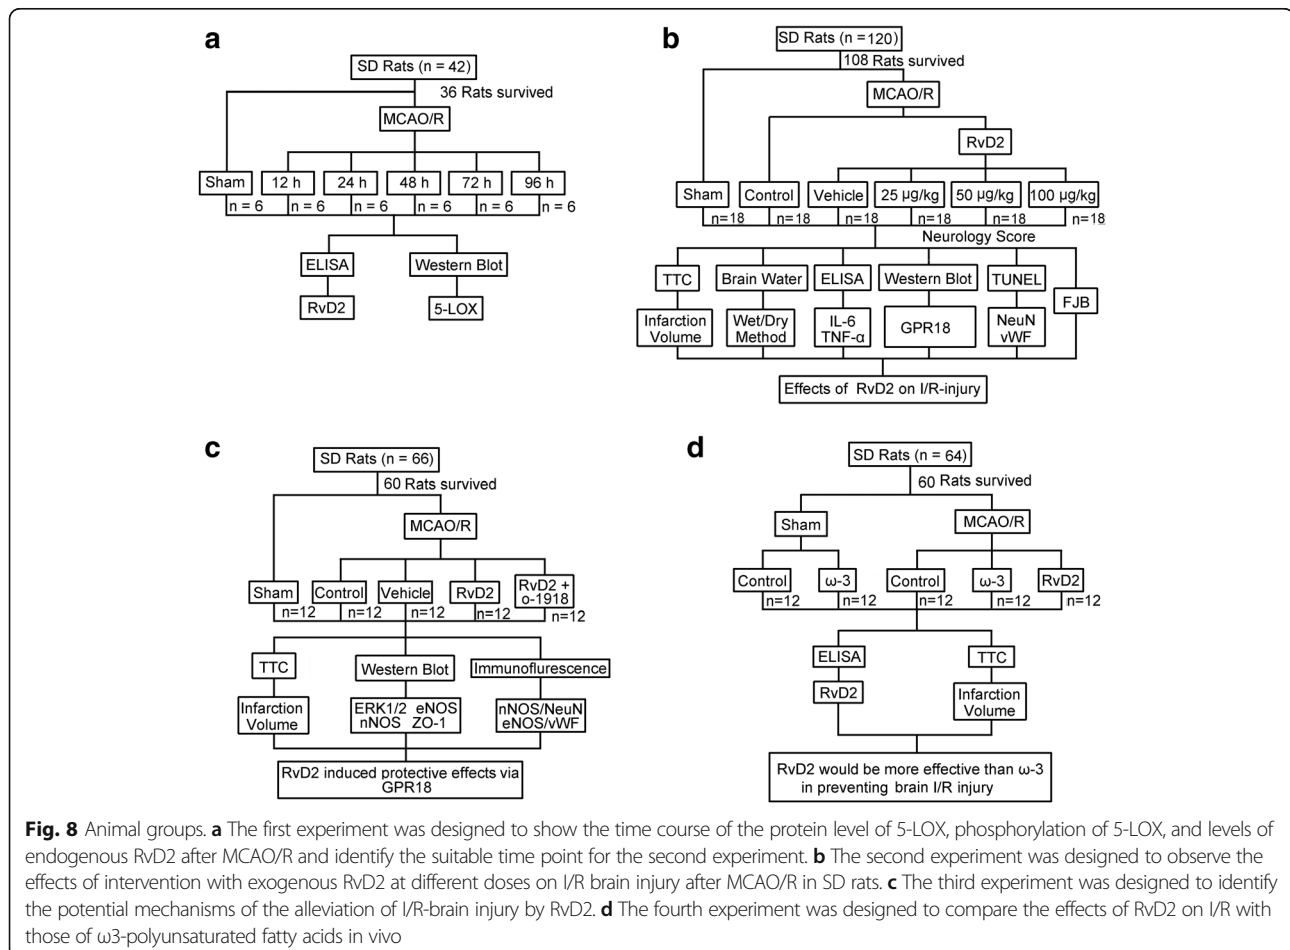 a
SD Rats (n = 42)
36 Rats survived
MCAO/R
Sham 12 h 24 h 48 h 72 h 96 h
n = 6 n = 6 n = 6 n = 6 n = 6 n = 6
ELISA Western Blot
RvD2 5-LOX
b
SD Rats (n =120)
108 Rats survived
MCAO/R
RvD2
Sham Control Vehicle 25 µg/kg 50 µg/kg 100 µg/kg
n=18 n=18 n=18 n=18 n=18 n=18
Neurology Score
TTC Brain Water ELISA Western Blot TUNEL
FJB
Infarction Wet/Dry IL-6 GPR18 NeuN
Volume Method TNF-α vWF
Effects of RvD2 on I/R-injury
c
SD Rats (n = 66)
60 Rats survived
MCAO/R
Sham Control Vehicle RvD2 RvD2 +
o-1918
n=12 n=12 n=12 n=12 n=12
TTC Western Blot Immunoflurescence
Infarction ERK1/2 eNOS nNOS/NeuN
Volume nNOS ZO-1 eNOS/vWF
RvD2 induced protective effects via
GPR18
d
SD Rats (n = 64)
60 Rats survived
Sham MCAO/R
Control ω-3 Control ω-3 RvD2
n=12 n=12 n=12 n=12 n=12
ELISA TTC
RvD2 Infarction
Volume
RvD2 would be more effective than ω-3
in preventing brain I/R injury
Fig. 8 Animal groups. a The first experiment was designed to show the time course of the protein level of 5-LOX, phosphorylation of 5-LOX, and levels of
endogenous RvD2 after MCAO/R and identify the suitable time point for the second experiment. b The second experiment was designed to observe the
effects of intervention with exogenous RvD2 at different doses on I/R brain injury after MCAO/R in SD rats. c The third experiment was designed to identify
the potential mechanisms of the alleviation of I/R-brain injury by RvD2. d The fourth experiment was designed to compare the effects of RvD2 on I/R with
those of ω3-polyunsaturated fatty acids in vivo